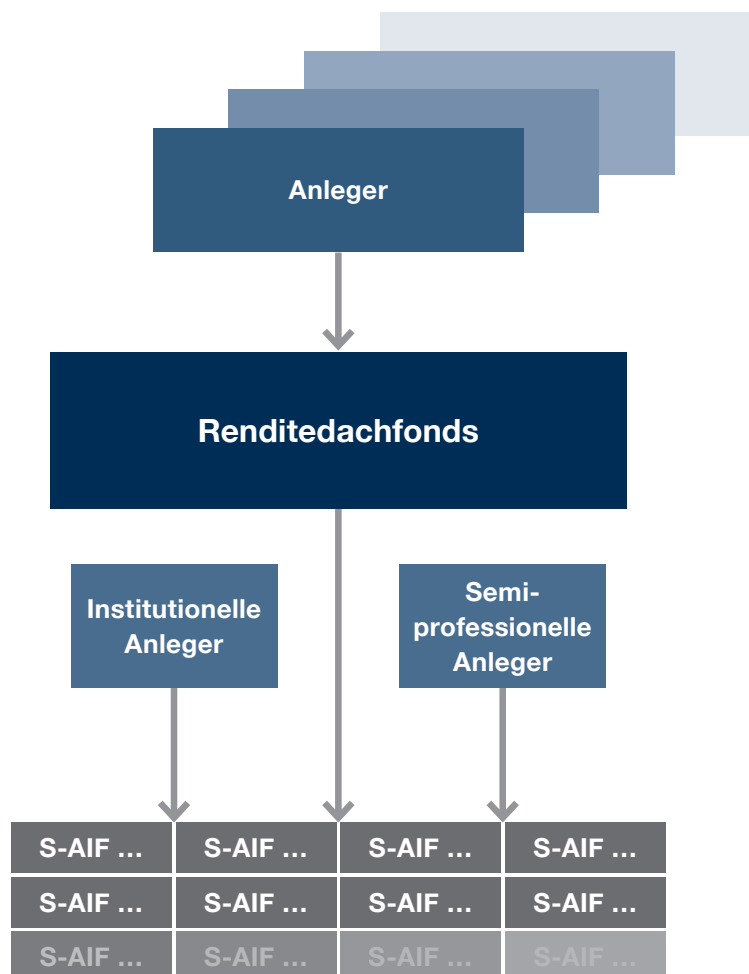 Anleger
Renditedachfonds
Institutionelle
Anleger
Semi-
professionelle
Anleger
S-AIF ... S-AIF ... S-AIF ... S-AIF ...
S-AIF ... S-AIF ... S-AIF ... S-AIF ...
S-AIF ... S-AIF ... S-AIF ... S-AIF ...